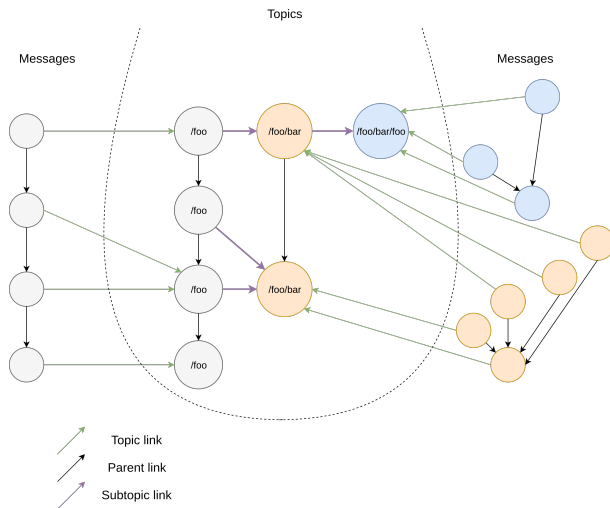 Topics
Messages
Messages
/foo
/foo/bar
/foo/bar/foo
/foo
/foo
/foo/bar
/foo
Topic link
Parent link
Subtopic link